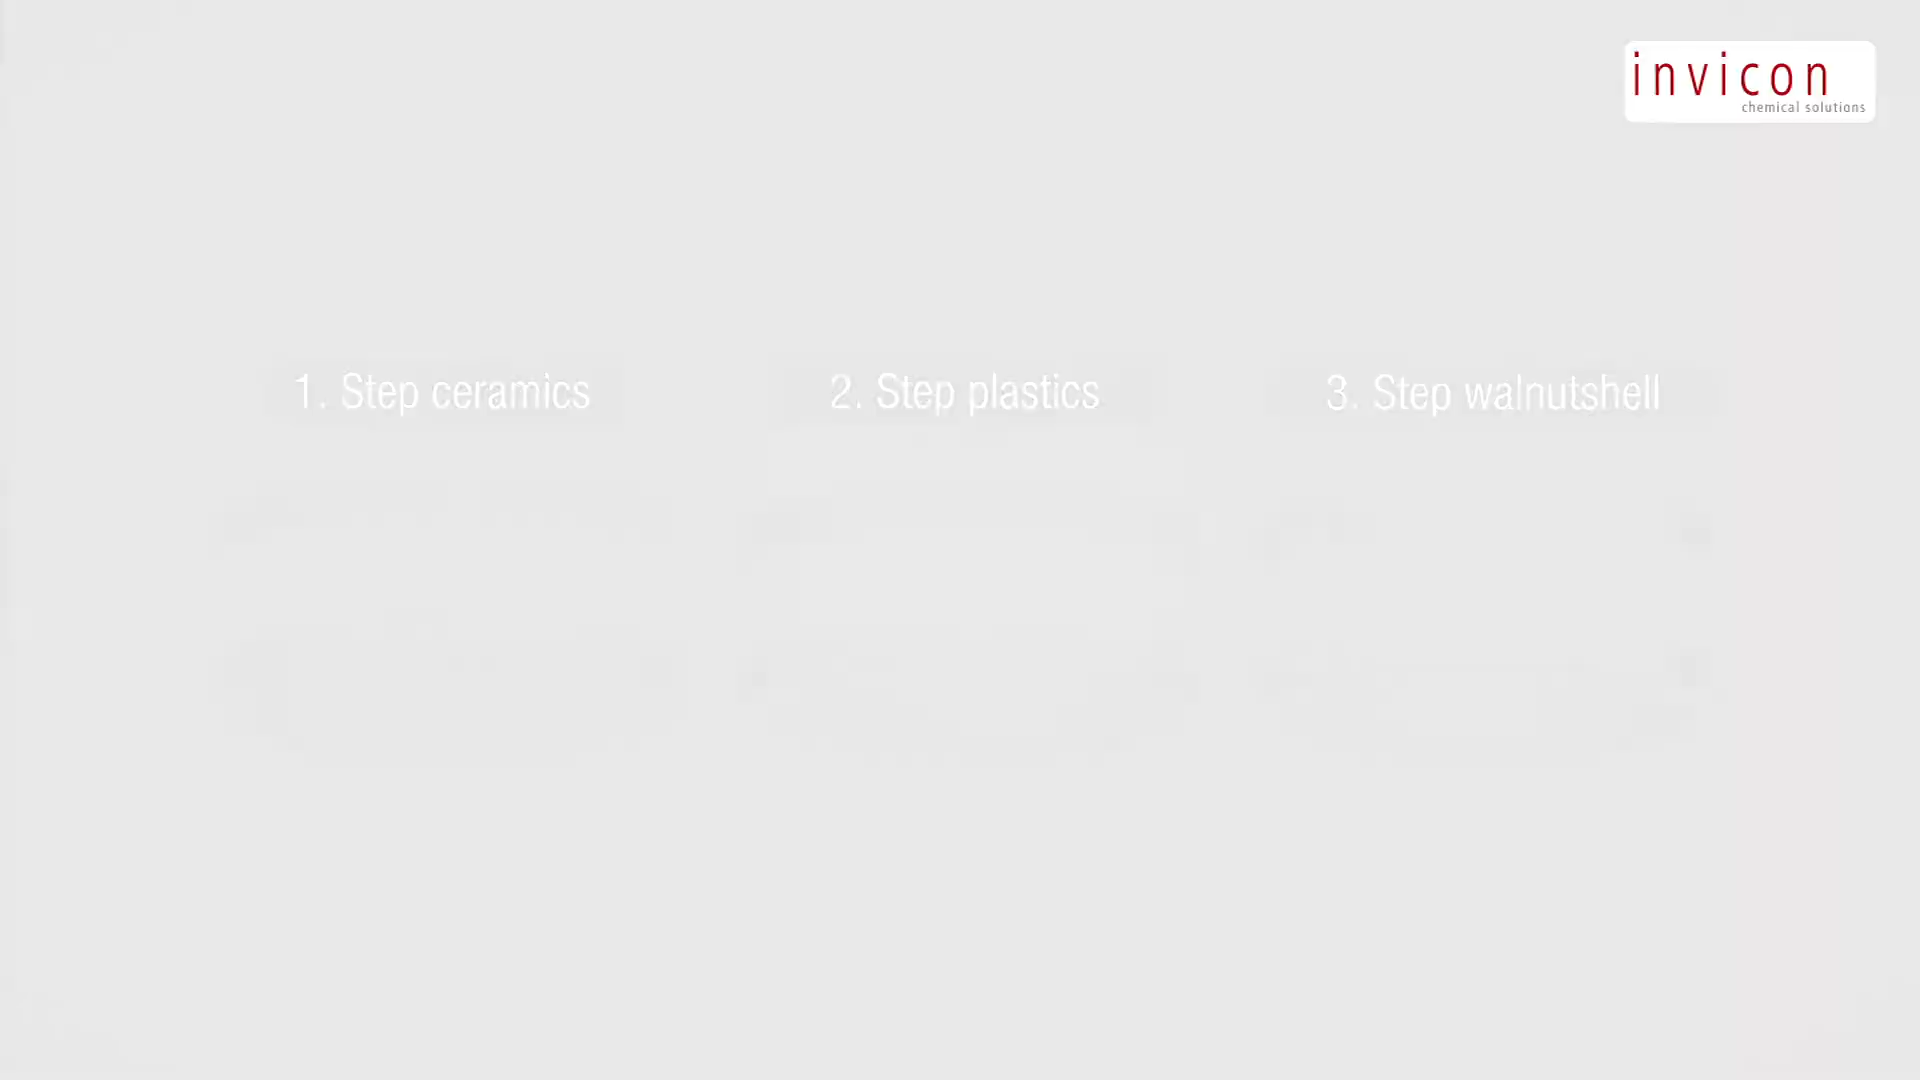 invicon
chemical solutions
1. Step ceramics
2. Step plastics
3. Step walnutshell